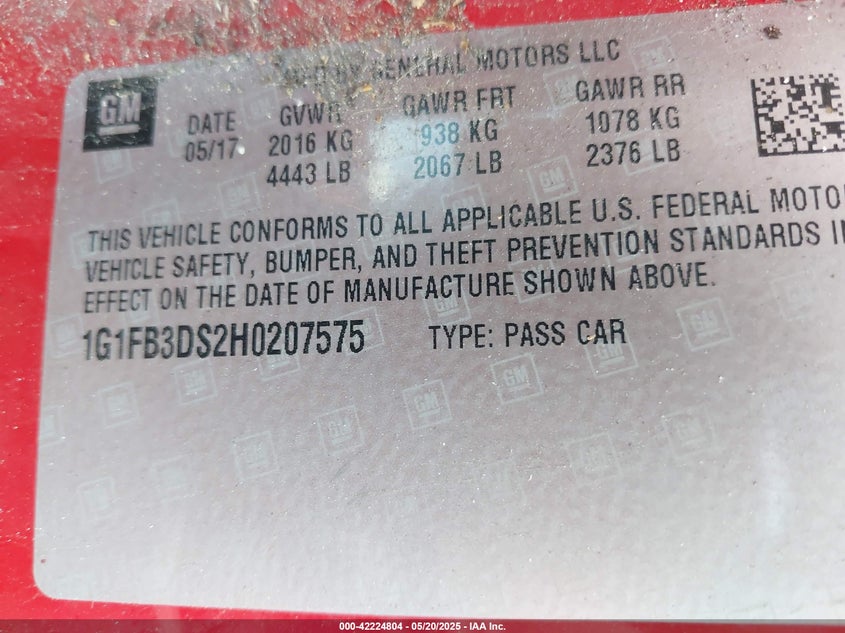 BY GENERAL MOTORS LLC
GM
DATE GVWR GAWR FRT GAWR RR
05/17 2016 KG 938 KG 1078 KG
4443 LB 2067 LB 2376 LB
THIS VEHICLE CONFORMS TO ALL APPLICABLE U.S. FEDERAL MOTO
VEHICLE SAFETY, BUMPER, AND THEFT PREVENTION STANDARDS IN
EFFECT ON THE DATE OF MANUFACTURE SHOWN ABOVE.
1G1FB3DS2H0207575 TYPE: PASS CAR
000-42224804 - 05/20/2025 - IAA Inc.